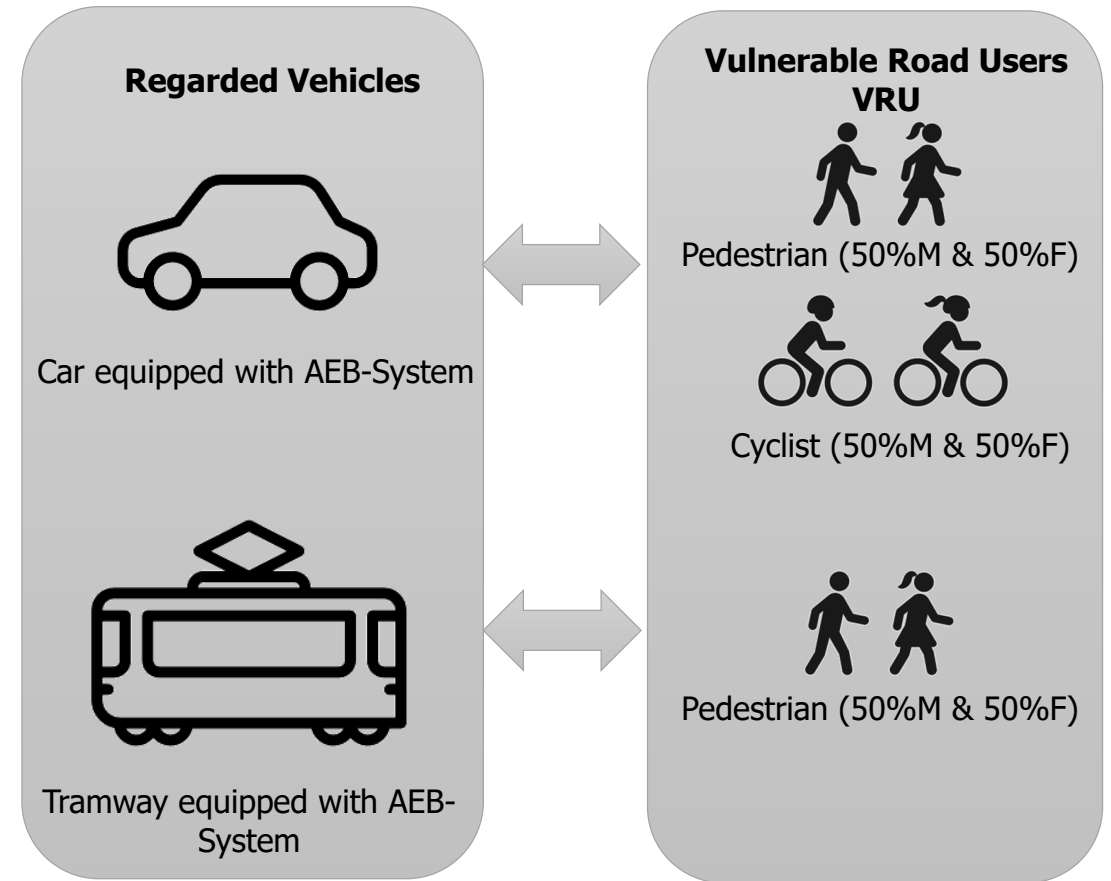 Regarded Vehicles
Car equipped with AEB-System
Tramway equipped with AEB-
System
Vulnerable Road Users
VRU
Pedestrian (50%M & 50%F)
Cyclist (50%M & 50%F)
Pedestrian (50%M & 50%F)